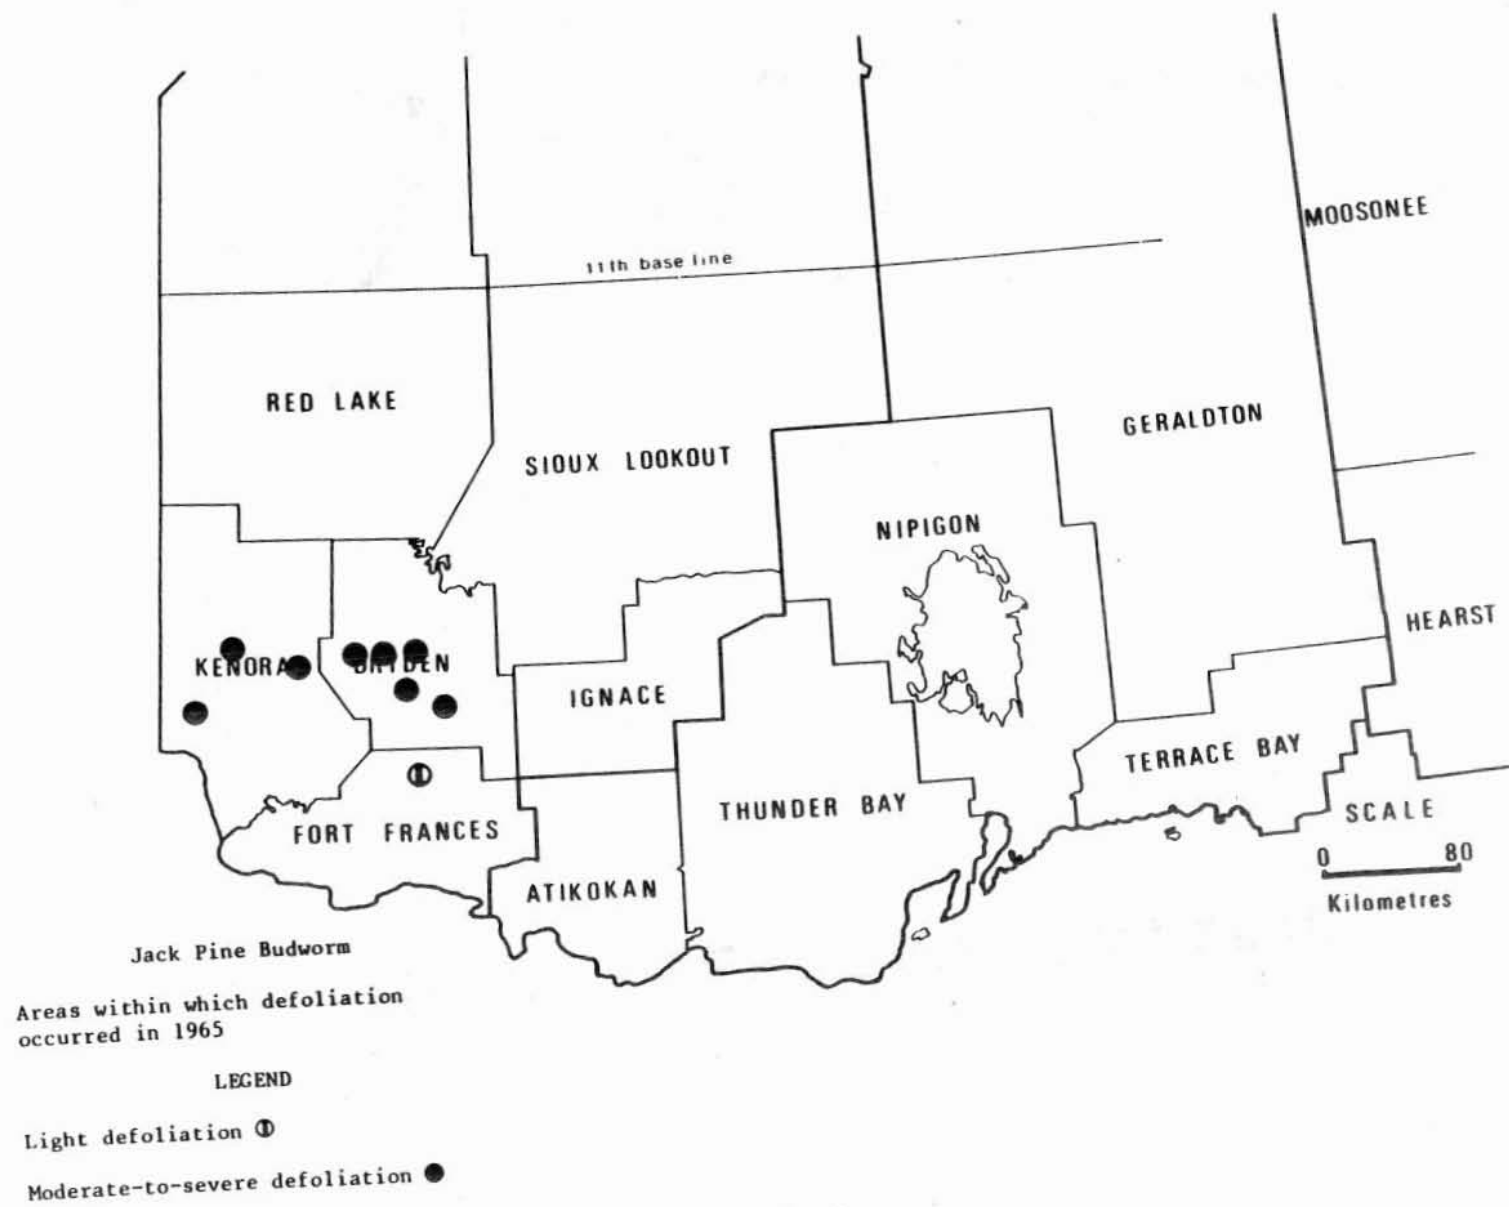 MOOSONEE
11th base line
RED LAKE
GERALDTON
SIOUX LOOKOUT
NIPIGON
HEARST
KENORA
DRYDEN
IGNACE
TERRACE BAY
THUNDER BAY
SCALE
FORT FRANCES
0 80
ATIKOKAN
Kilometres
Jack Pine Budworm
Areas within which defoliation
occurred in 1965
LEGEND
Light defoliation
Moderate-to-severe defoliation